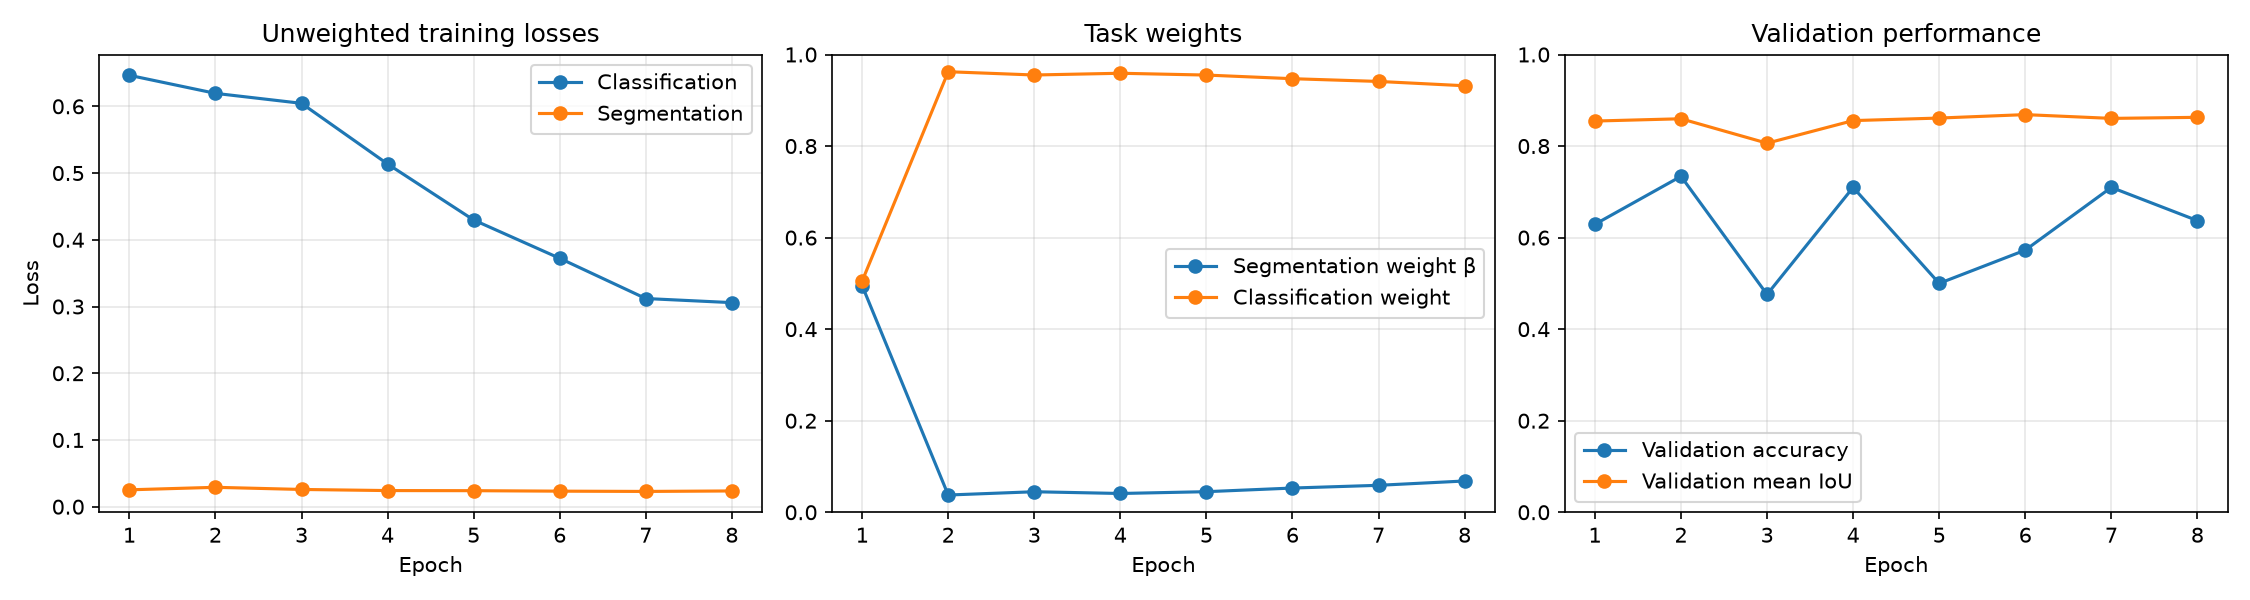 Unweighted training losses
Classification
Segmentation
0.6
0.5
0.4
0.3
0.2
0.1
0.0
Loss
1 2 3 4 5 6 7 8
Epoch
Task weights
1.0
0.8
0.6
0.4
0.2
0.0
Segmentation weight β
Classification weight
1 2 3 4 5 6 7 8
Epoch
Validation performance
1.0
0.8
0.6
0.4
0.2
0.0
Validation accuracy
Validation mean IoU
1 2 3 4 5 6 7 8
Epoch